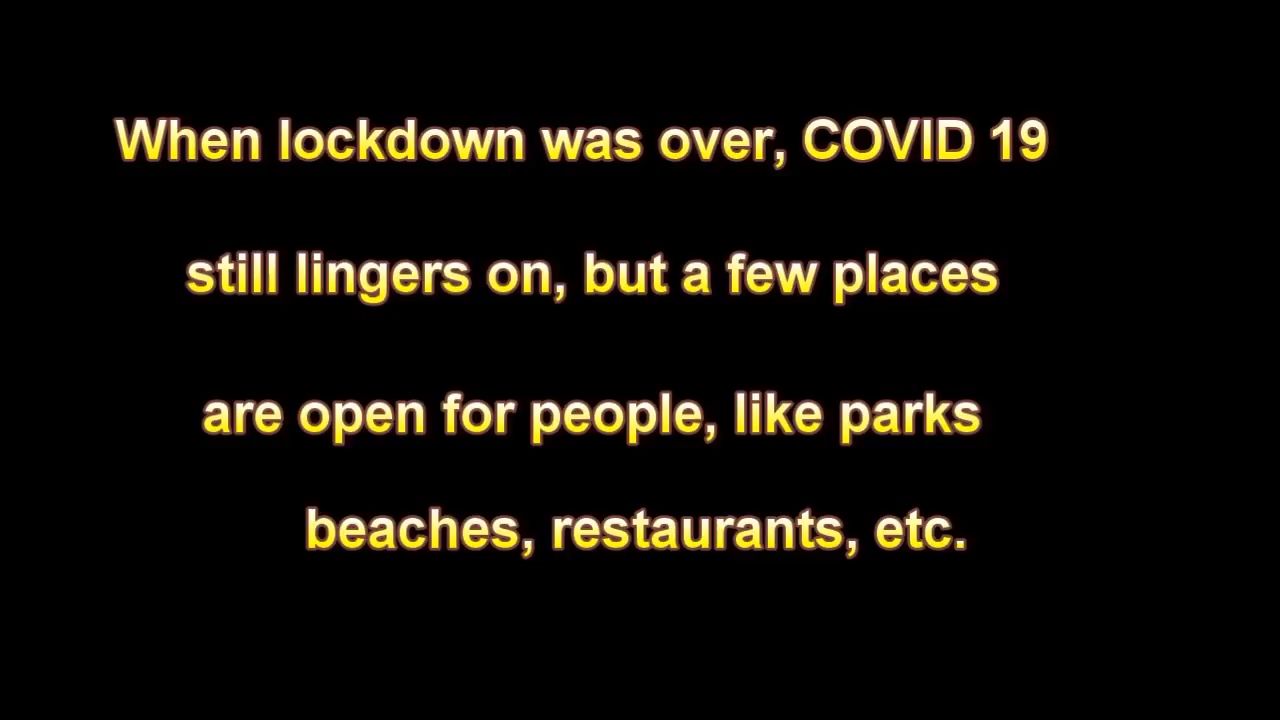 When lockdown was over, COVID 19
still lingers on, but a few places
are open for people, like parks
beaches, restaurants, etc.